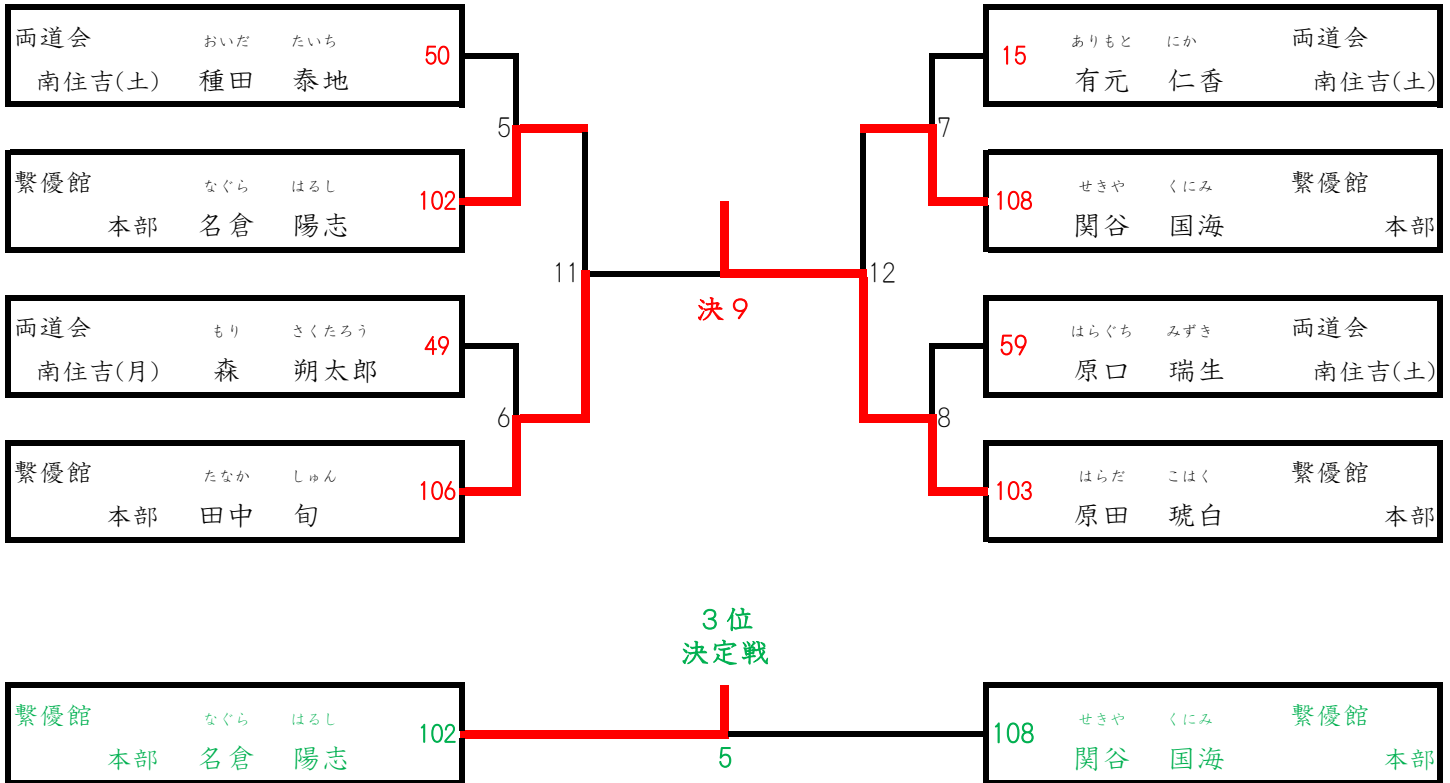 両道会 おいだ たいち 50
南住吉(土) 種田 泰地
5
繋優館 なぐら はるし 102
本部 名倉 陽志
11
両道会 もり さくたろう 49
南住吉(月) 森 朔太郎
6
繋優館 たなか しゅん 106
本部 田中 旬
決9
15 ありもと にか 両道会
有元 仁香 南住吉(土)
7
108 せきや くにみ 繋優館
関谷 国海 本部
12
59 はらぐち みずき 両道会
原口 瑞生 南住吉(土)
8
103 はらだ こはく 繋優館
原田 琥白 本部
3位
決定戦
繋優館 なぐら はるし 102
本部 名倉 陽志
5
108 せきや くにみ 繋優館
関谷 国海 本部